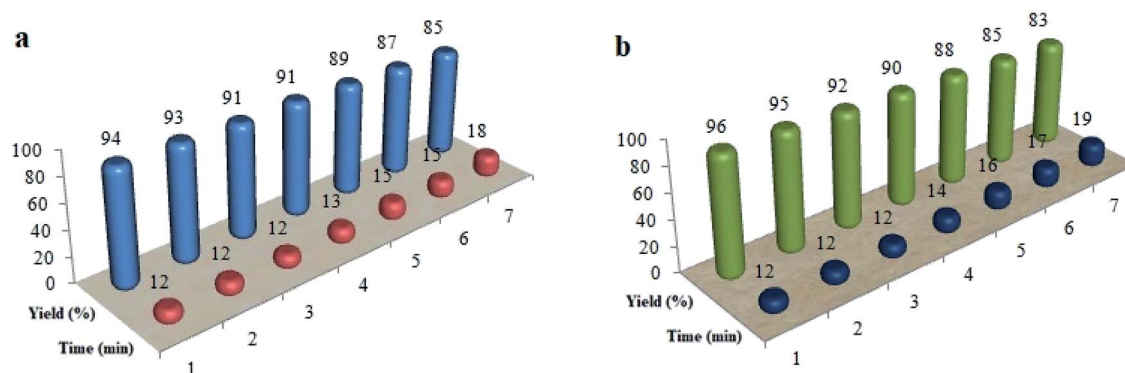 a
94 93 91 91 89 87 85
100
80
60
40
20
0
12 12 12 13 15 15 18
Yield (%)
Time (min)
1 2 3 4 5 6 7
b
96 95 92 90 88 85 83
100
80
60
40
20
0
12 12 12 14 16 17 19
Yield (%)
Time (min)
1 2 3 4 5 6 7